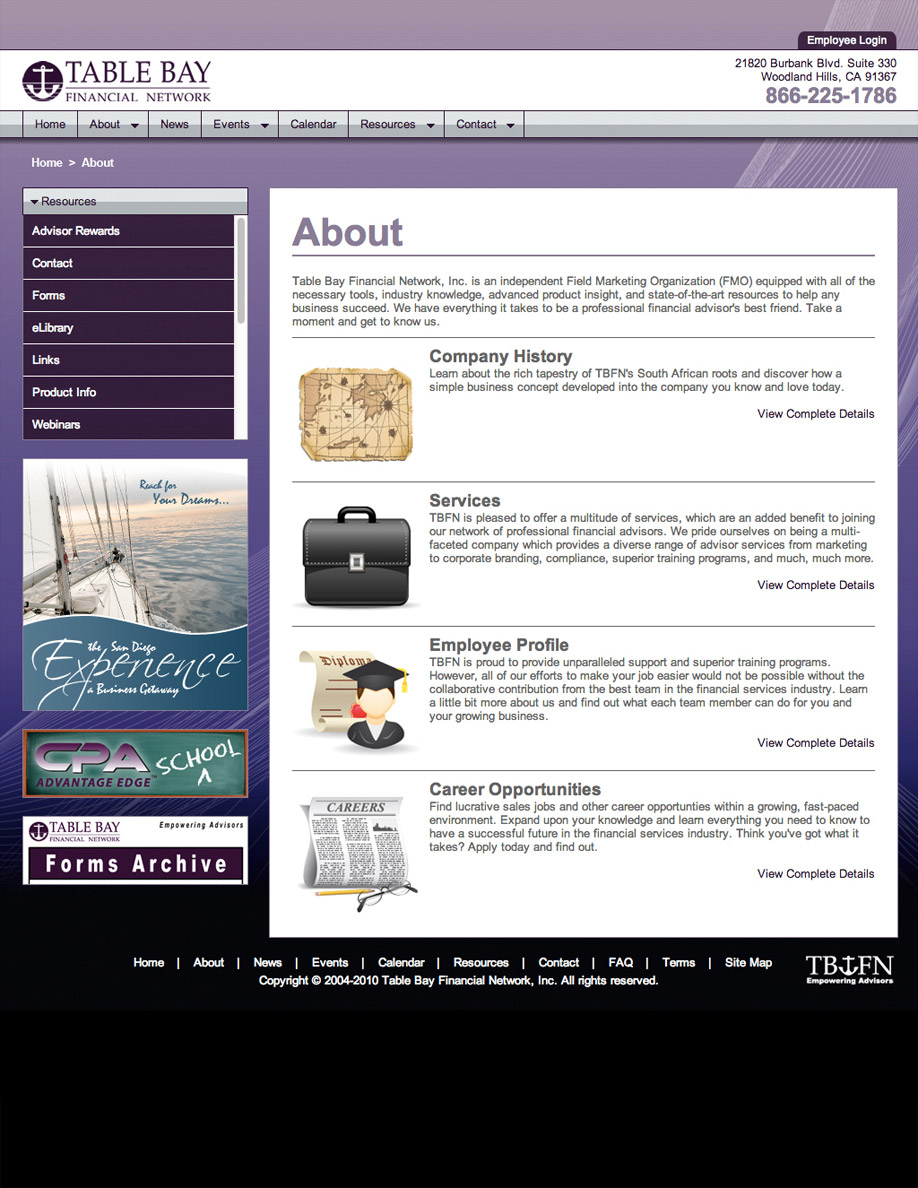 Employee Login
TABLE BAY
FINANCIAL NETWORK
21820 Burbank Blvd. Suite 330
Woodland Hills, CA 91367
866-225-1786
Home About News Events Calendar Resources Contact
Home > About
Resources
Advisor Rewards
Contact
Forms
eLibrary
Links
Product Info
Webinars
Reach for
Your Dreams...
the San Diego
Experience
a Business Getaway
CPA
ADVANTAGE EDGE™
SCHOOL
TABLE BAY
FINANCIAL NETWORK
Empowering Advisors
Forms Archive
About
Table Bay Financial Network, Inc. is an independent Field Marketing Organization (FMO) equipped with all of the
necessary tools, industry knowledge, advanced product insight, and state-of-the-art resources to help any
business succeed. We have everything it takes to be a professional financial advisor's best friend. Take a
moment and get to know us.
Company History
Learn about the rich tapestry of TBFN's South African roots and discover how a
simple business concept developed into the company you know and love today.
View Complete Details
Services
TBFN is pleased to offer a multitude of services, which are an added benefit to joining
our network of professional financial advisors. We pride ourselves on being a multi-
faceted company which provides a diverse range of advisor services from marketing
to corporate branding, compliance, superior training programs, and much, much more.
View Complete Details
Diploma
Employee Profile
TBFN is proud to provide unparalleled support and superior training programs.
However, all of our efforts to make your job easier would not be possible without the
collaborative contribution from the best team in the financial services industry. Learn
a little bit more about us and find out what each team member can do for you and
your growing business.
View Complete Details
CAREERS
Career Opportunities
Find lucrative sales jobs and other career opportunties within a growing, fast-paced
environment. Expand upon your knowledge and learn everything you need to know to
have a successful future in the financial services industry. Think you've got what it
takes? Apply today and find out.
View Complete Details
Home | About | News | Events | Calendar | Resources | Contact | FAQ | Terms | Site Map
Copyright © 2004-2010 Table Bay Financial Network, Inc. All rights reserved.
TBFN
Empowering Advisors